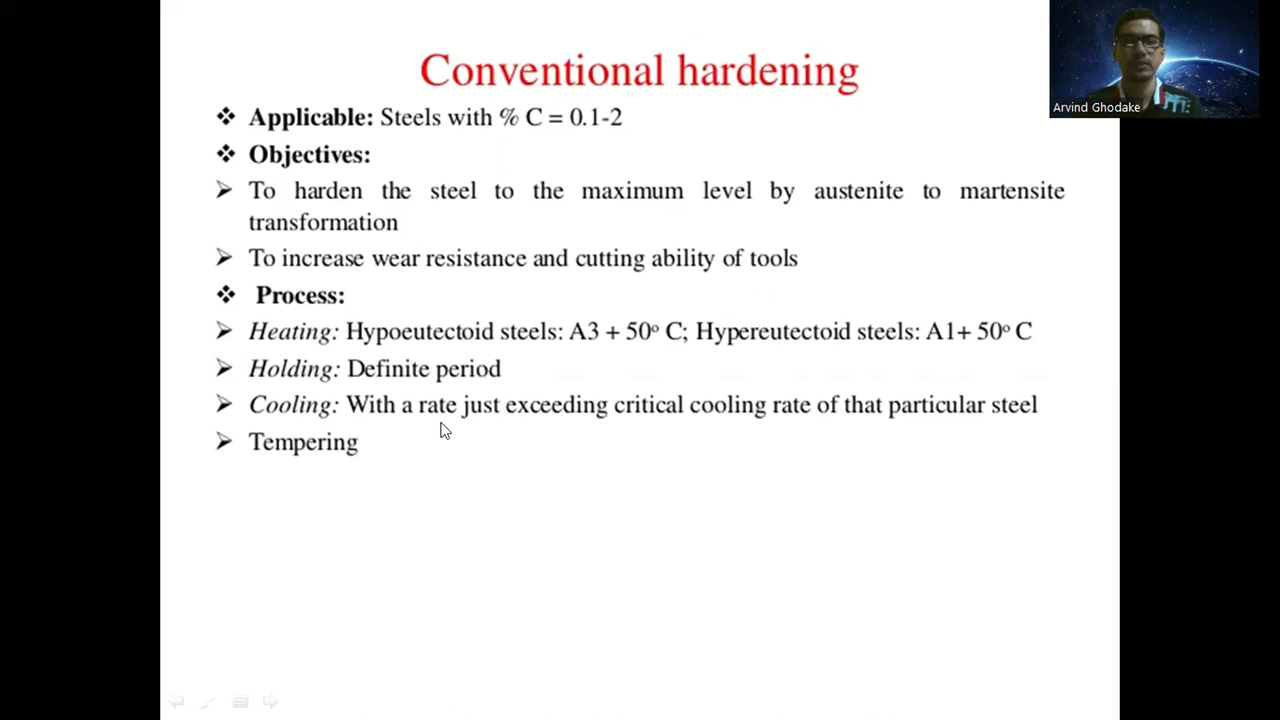 Conventional hardening
Arvind Ghodake
❖ Applicable: Steels with % C = 0.1-2
❖ Objectives:
➢ To harden the steel to the maximum level by austenite to martensite
transformation
➢ To increase wear resistance and cutting ability of tools
❖ Process:
➢ Heating: Hypoeutectoid steels: A3 + 50º C; Hypereutectoid steels: A1+ 50º C
➢ Holding: Definite period
➢ Cooling: With a rate just exceeding critical cooling rate of that particular steel
➢ Tempering